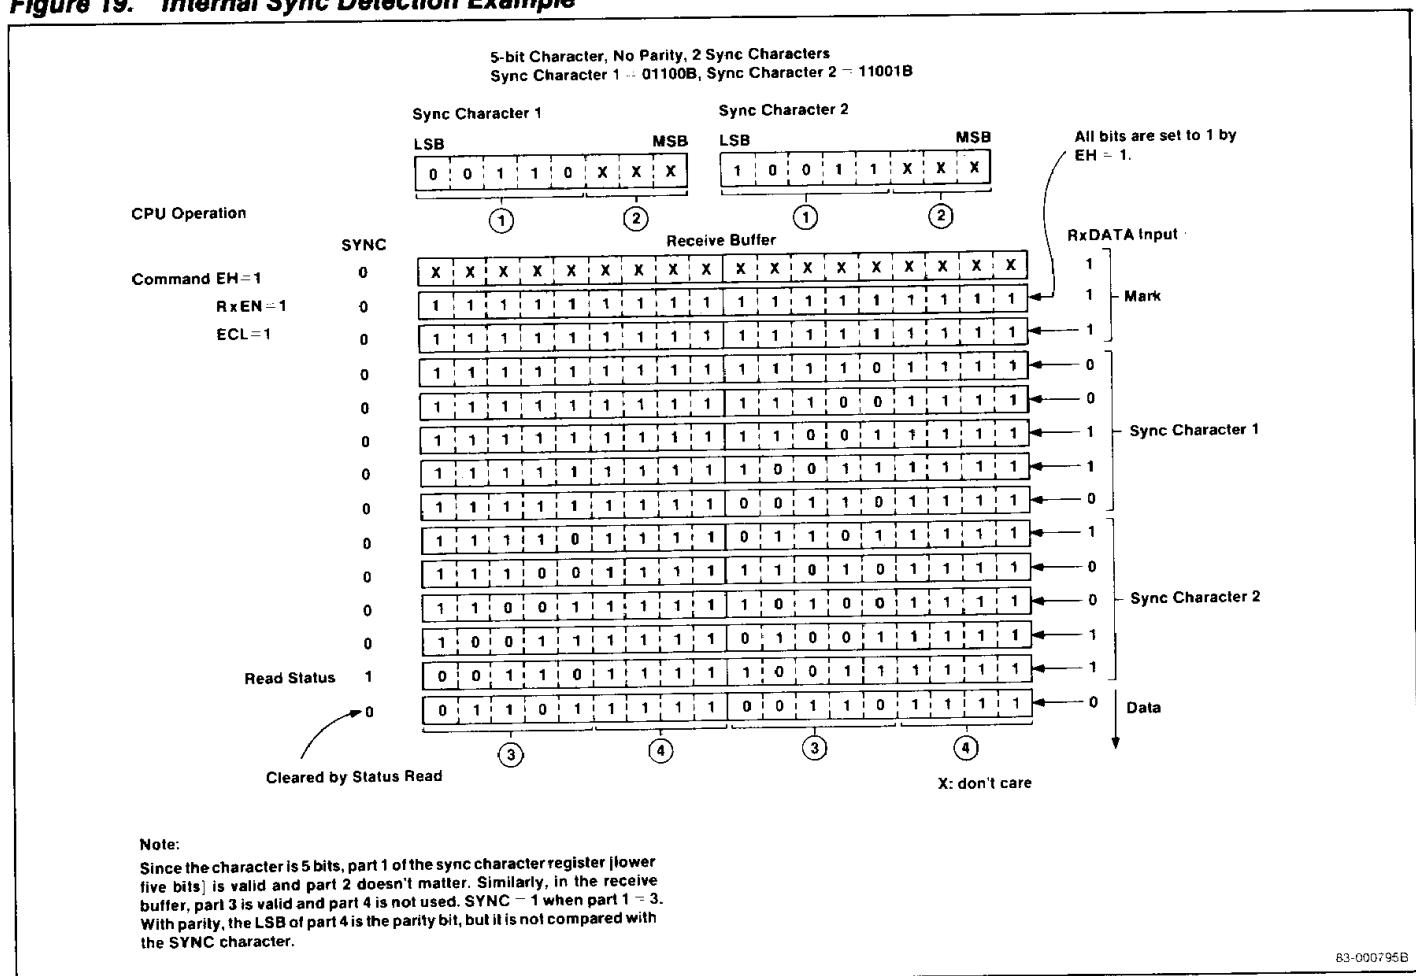 Figure 19. Internal Sync Detection Example
5-bit Character, No Parity, 2 Sync Characters
Sync Character 1 = 01100B, Sync Character 2 = 11001B
Sync Character 1 Sync Character 2
LSB MSB LSB MSB
0 0 1 1 0 X X X 1 0 0 1 1 X X X
1 2 1 2
All bits are set to 1 by
EH = 1.
CPU Operation
SYNC Receive Buffer RxDATA Input
Command EH=1 0 X X X X X X X X X X X X X X X X 1
RxEN=1 0 1 1 1 1 1 1 1 1 1 1 1 1 1 1 1 1 1 Mark
ECL=1 0 1 1 1 1 1 1 1 1 1 1 1 1 1 1 1 1 1
0 1 1 1 1 1 1 1 1 1 1 1 1 0 1 1 1 0
0 1 1 1 1 1 1 1 1 1 1 1 0 0 1 1 1 1 0
0 1 1 1 1 1 1 1 1 1 1 0 0 1 1 1 1 1 1 Sync Character 1
0 1 1 1 1 1 1 1 1 1 0 0 1 1 1 1 1 1 1
0 1 1 1 1 1 1 1 1 0 0 1 1 0 1 1 1 1 0
0 1 1 1 1 0 1 1 1 1 0 1 1 0 1 1 1 1 1
0 1 1 1 0 0 1 1 1 1 1 1 0 1 0 1 1 1 1 0
0 1 1 0 0 1 1 1 1 1 1 0 1 0 0 1 1 1 1 0 Sync Character 2
0 1 0 0 1 1 1 1 1 1 0 1 0 0 1 1 1 1 1 1
Read Status 1 0 0 1 1 0 1 1 1 1 1 0 0 1 1 1 1 1 1 1
0 0 1 1 0 1 1 1 1 1 0 0 1 1 0 1 1 1 1 0 Data
3 4 3 4
Cleared by Status Read
X: don't care
Note:
Since the character is 5 bits, part 1 of the sync character register [lower
five bits] is valid and part 2 doesn't matter. Similarly, in the receive
buffer, part 3 is valid and part 4 is not used. SYNC = 1 when part 1 = 3.
With parity, the LSB of part 4 is the parity bit, but it is not compared with
the SYNC character.
83-000795B